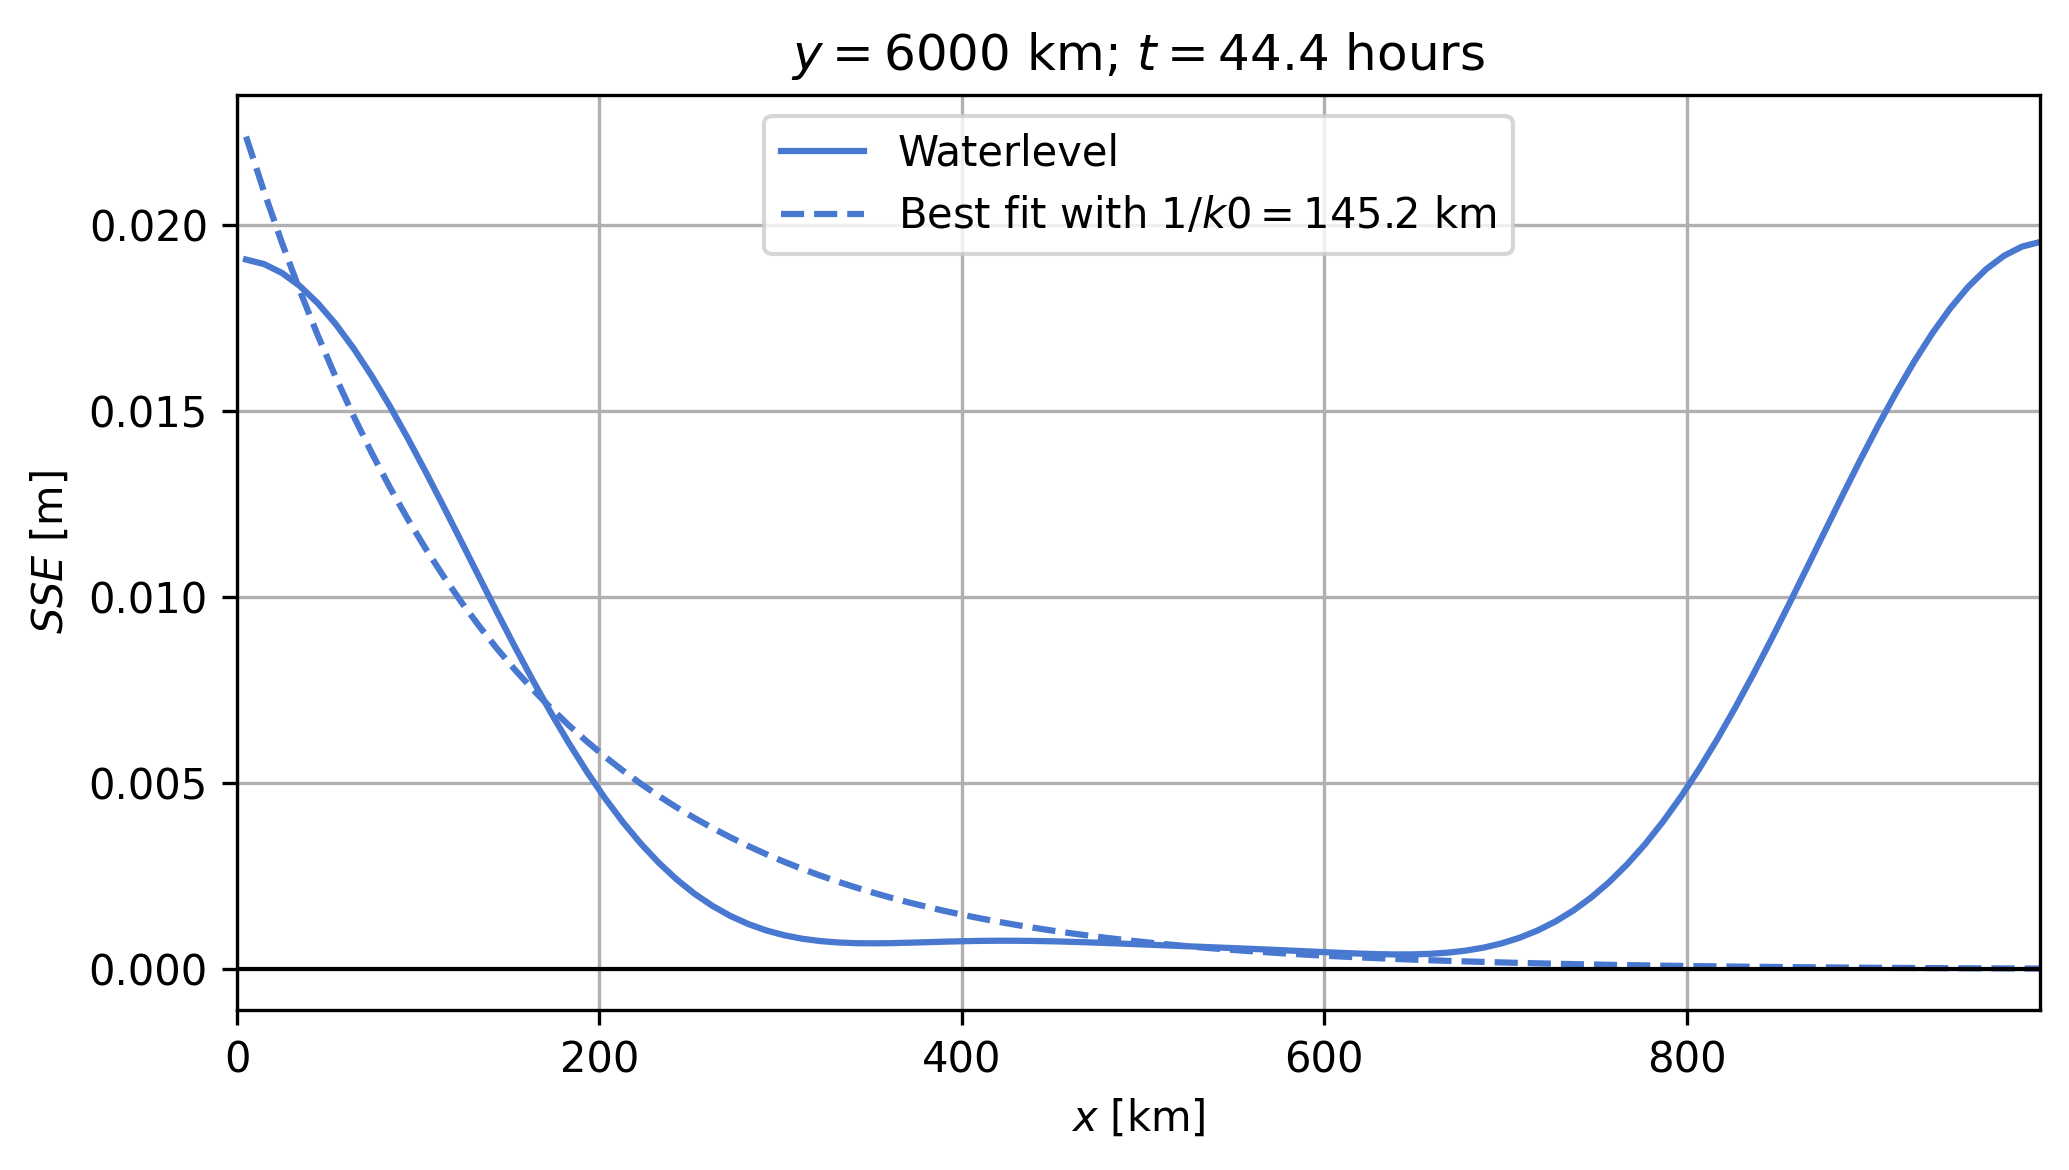 y = 6000 km; t = 44.4 hours
Waterlevel
Best fit with 1/k0 = 145.2 km
SSE [m]
0.020
0.015
0.010
0.005
0.000
0 200 400 600 800
x [km]